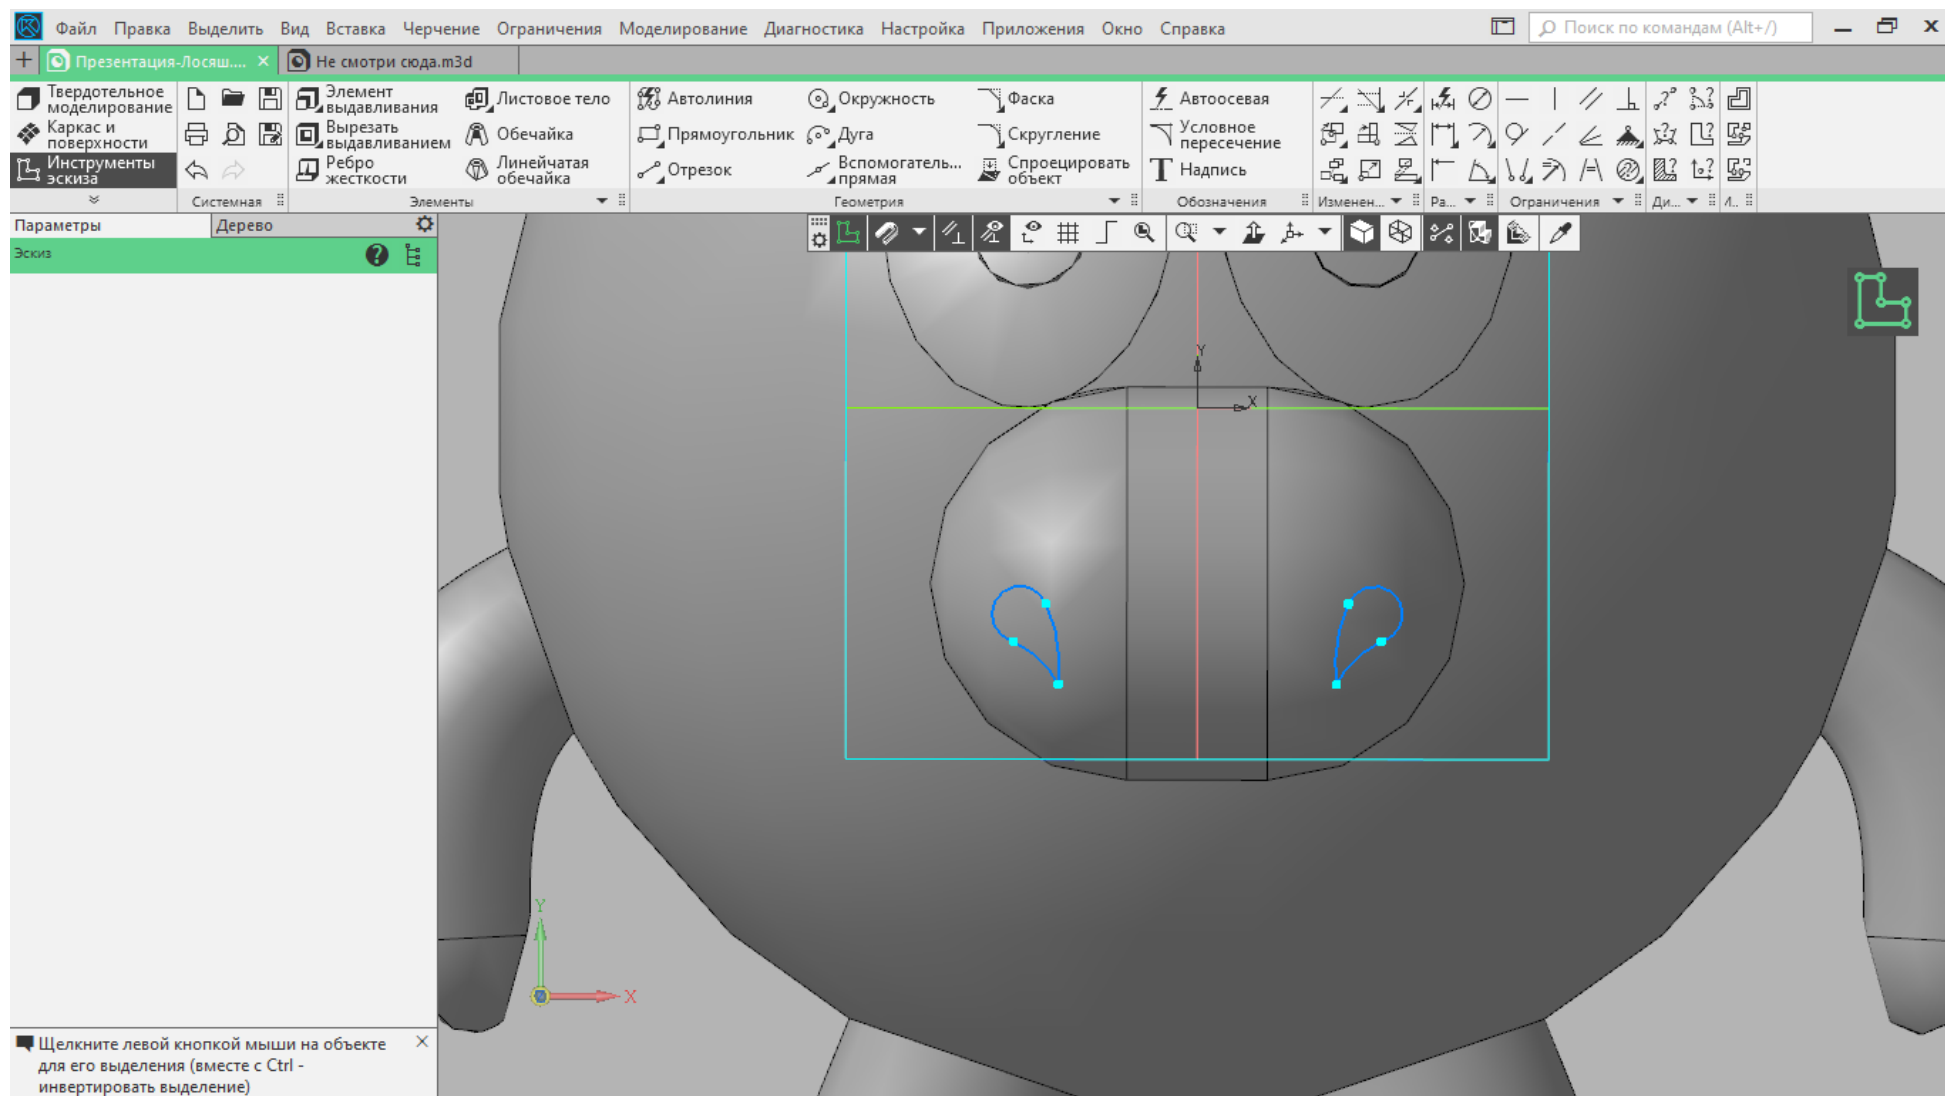 Файл Правка Выделить Вид Вставка Черчение Ограничения Моделирование Диагностика Настройка Приложения Окно Справка
Поиск по командам (Alt+/)
Презентация-Лосяш.... Не смотри сюда.m3d
Твердотельное
моделирование
Каркас и
поверхности
Инструменты
эскиза
Системная
Элемент
выдавливания
Вырезать
выдавливанием
Ребро
жесткости
Листовое тело
Обечайка
Линейчатая
обечайка
Элементы
Автолиния
Прямоугольник
Отрезок
Окружность
Дуга
Вспомогатель...
прямая
Фаска
Скругление
Спроецировать
объект
Геометрия
Автоосевая
Условное
пересечение
Надпись
Обозначения
Изменен...
Ра...
Ограничения
Ди...
И..
Параметры
Дерево
Эскиз
Y
X
Y
X
Щелкните левой кнопкой мыши на объекте
для его выделения (вместе с Ctrl -
инвертировать выделение)